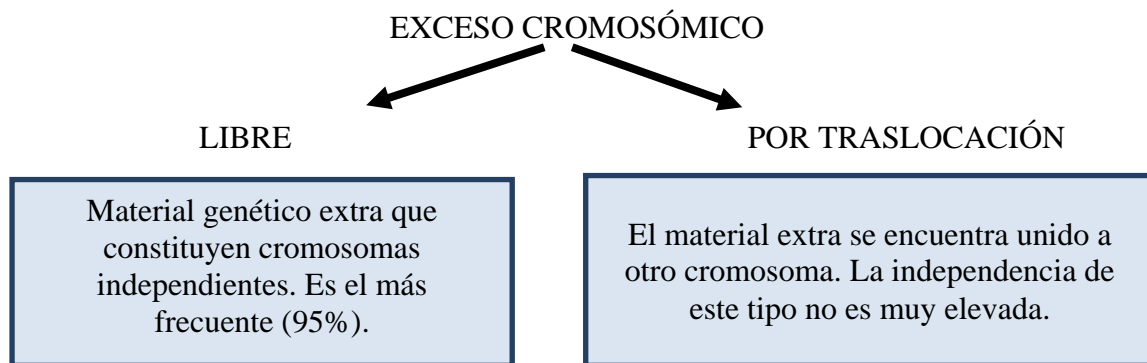 EXCESO CROMOSÓMICO
LIBRE
POR TRASLOCACIÓN
Material genético extra que
constituyen cromosomas
independientes. Es el más
frecuente (95%).
El material extra se encuentra unido a
otro cromosoma. La independencia de
este tipo no es muy elevada.